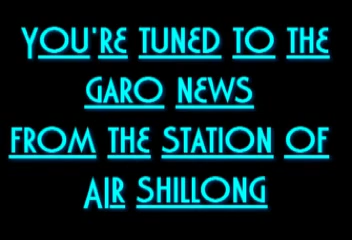 YOU'RE TUNED TO THE
GARO NEWS
FROM THE STATION OF
AIR SHILLONG